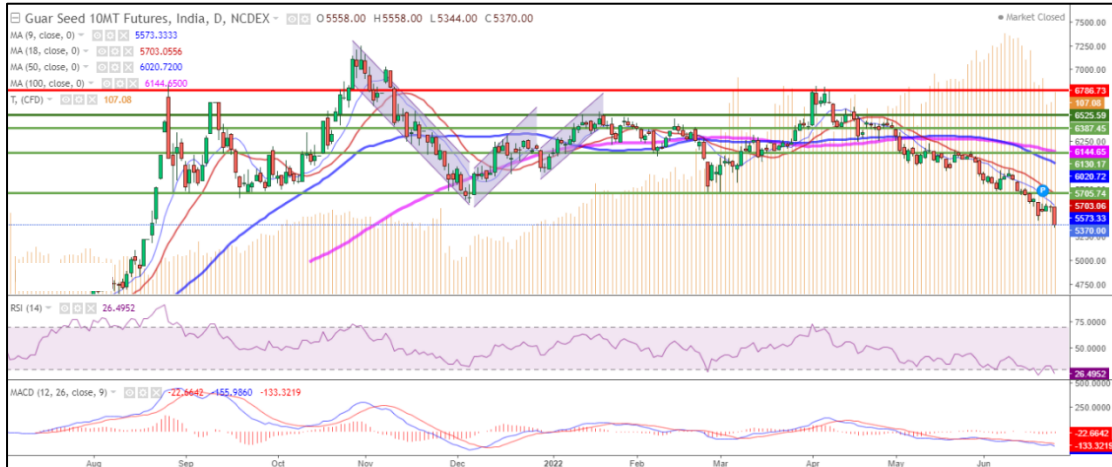 Guar Seed 10MT Futures, India, D, NCDEX O5558.00 H5558.00 L5344.00 C5370.00
Market Closed
MA (9, close, 0) 5573.3333
MA (18, close, 0) 5703.0556
MA (50, close, 0) 6020.7200
MA (100, close, 0) 6144.6500
T, (CFD) 107.08
7500.00
7250.00
7000.00
6786.73
107.08
6525.59
6387.45
6250.00
6144.65
6130.17
6020.72
5705.74
5703.06
5573.33
5370.00
5000.00
4750.00
RSI (14) 26.4952
75.0000
50.0000
26.4952
MACD (12, 26, close, 9) -22.6642 -155.9860 -133.3219
500.0000
250.0000
-22.6642
-133.3219
P
Aug Sep Oct Nov Dec 2022 Feb Mar Apr May Jun